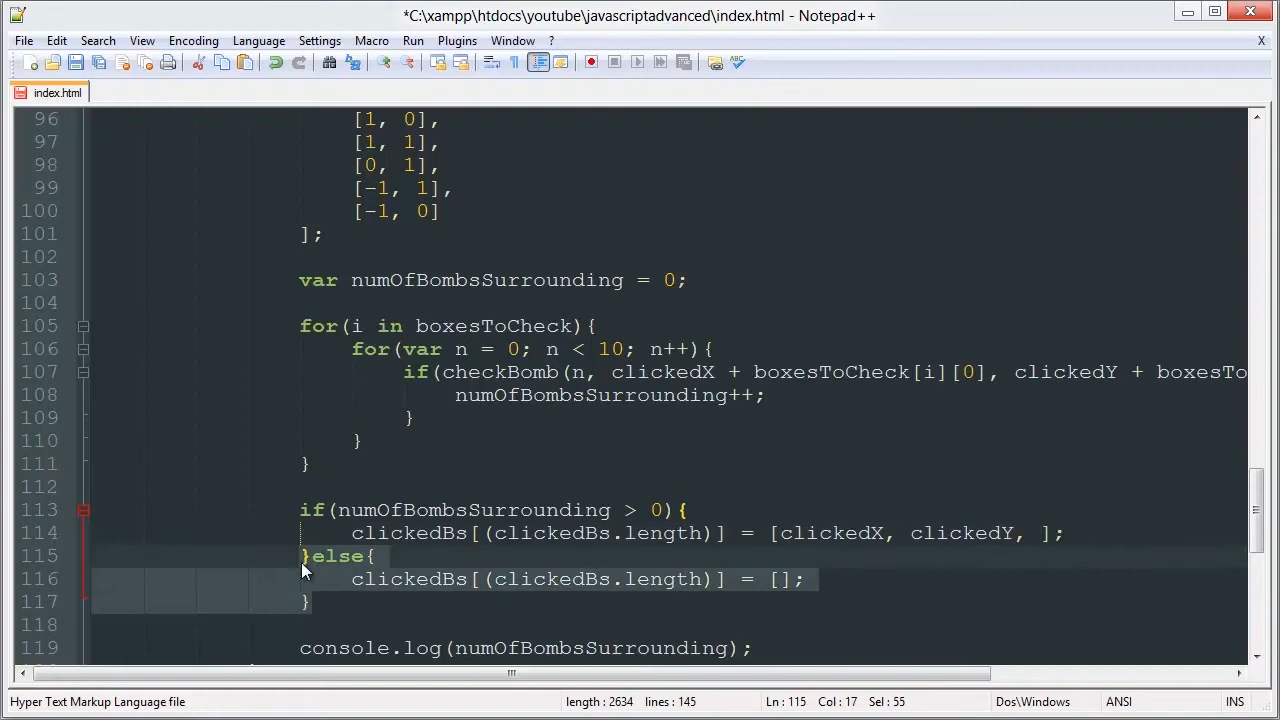 *C:\xampp\htdocs\youtube\javascriptadvanced\index.html - Notepad++
File Edit Search View Encoding Language Settings Macro Run Plugins Window ? X
index.html
96 [1, 0],
97 [1, 1],
98 [0, 1],
99 [-1, 1],
100 [-1, 0]
101 ];
102
103 var numOfBombsSurrounding = 0;
104
105 for(i in boxesToCheck){
106 for(var n = 0; n < 10; n++){
107 if(checkBomb(n, clickedX + boxesToCheck[i][0], clickedY + boxesTo
108 numOfBombsSurrounding++;
109 }
110 }
111 }
112
113 if(numOfBombsSurrounding > 0){
114 clickedBs[(clickedBs.length)] = [clickedX, clickedY, ];
115 }else{
116 clickedBs[(clickedBs.length)] = [];
117 }
118
119 console.log(numOfBombsSurrounding);
Hyper Text Markup Language file length : 2634 lines : 145 Ln : 115 Col : 17 Sel : 55 Dos\Windows ANSI INS